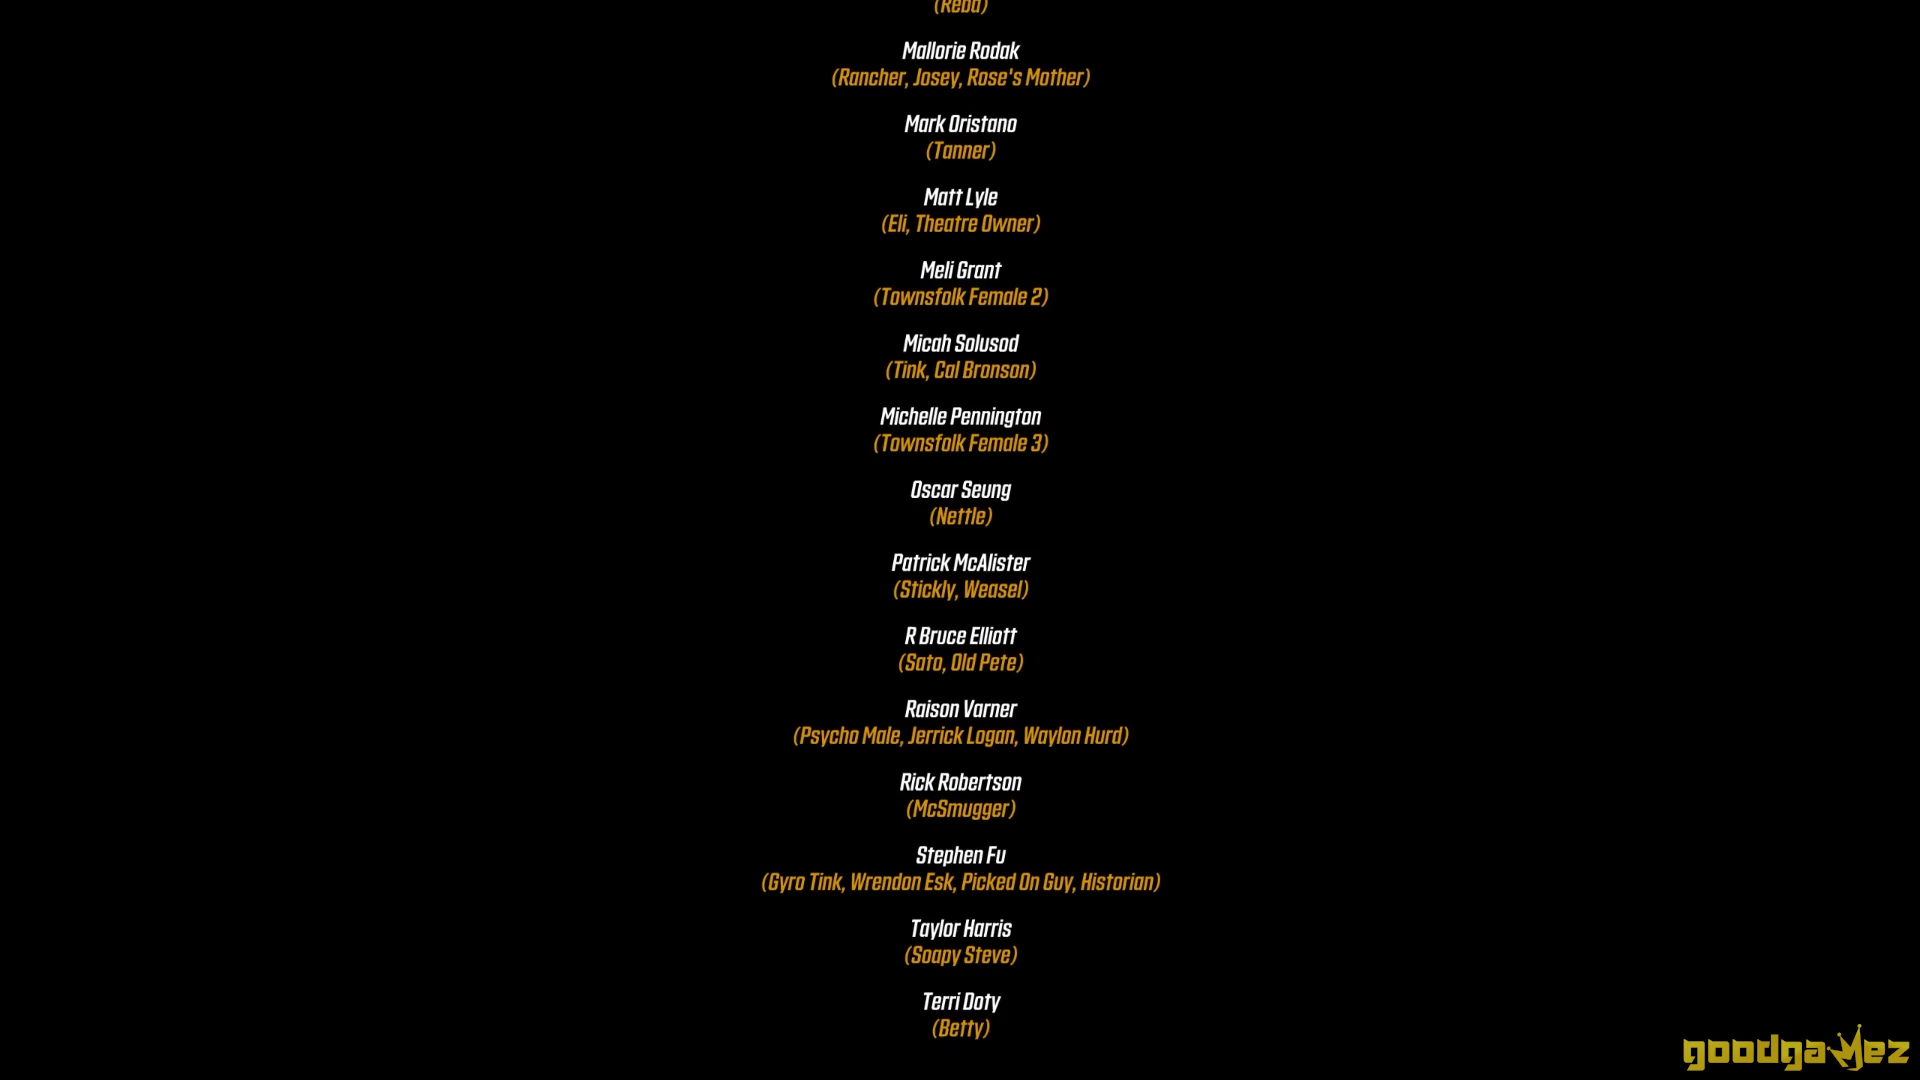 (Reba)
Mallorie Rodak
(Rancher, Josey, Rose's Mother)
Mark Oristano
(Tanner)
Matt Lyle
(Eli, Theatre Owner)
Meli Grant
(Townsfolk Female 2)
Micah Solusod
(Tink, Cal Bronson)
Michelle Pennington
(Townsfolk Female 3)
Oscar Seung
(Nettle)
Patrick McAlister
(Stickly, Weasel)
R Bruce Elliott
(Sato, Old Pete)
Raison Varner
(Psycho Male, Jerrick Logan, Waylon Hurd)
Rick Robertson
(McSmugger)
Stephen Fu
(Gyro Tink, Wrendon Esk, Picked On Guy, Historian)
Taylor Harris
(Soapy Steve)
Terri Doty
(Betty)
goodgamez